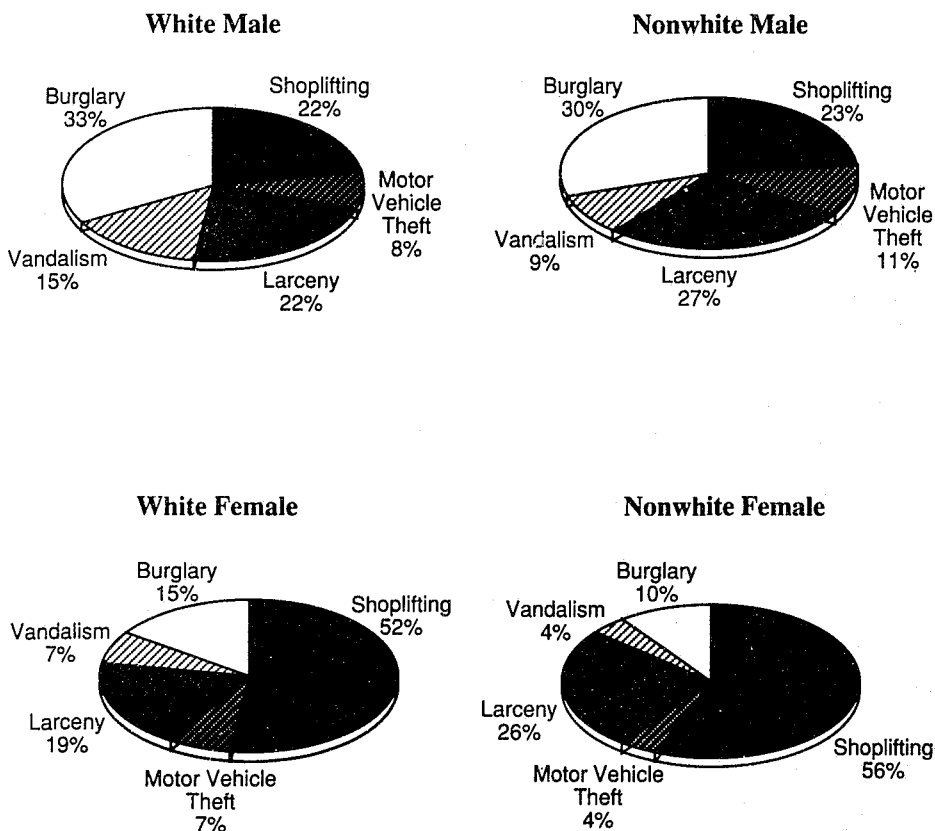 White Male
Burglary
33%
Shoplifting
22%
Motor
Vehicle
Theft
8%
Larceny
22%
Vandalism
15%
Nonwhite Male
Burglary
30%
Shoplifting
23%
Motor
Vehicle
Theft
11%
Larceny
27%
Vandalism
9%
White Female
Burglary
15%
Shoplifting
52%
Motor Vehicle
Theft
7%
Larceny
19%
Vandalism
7%
Nonwhite Female
Burglary
10%
Shoplifting
56%
Motor Vehicle
Theft
4%
Larceny
26%
Vandalism
4%